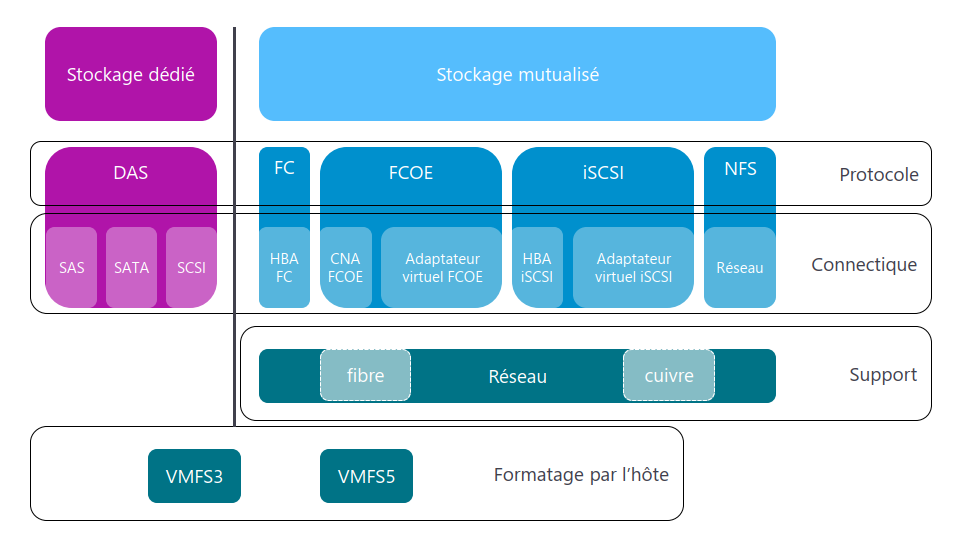 Stockage dédié
Stockage mutualisé
DAS
FC
FCOE
iSCSI
NFS
Protocole
SAS
SATA
SCSI
HBA
FC
CNA
FCOE
Adaptateur
virtuel FCOE
HBA
iSCSI
Adaptateur
virtuel iSCSI
Réseau
Connectique
fibre
Réseau
cuivre
Support
VMFS3
VMFS5
Formatage par l’hôte